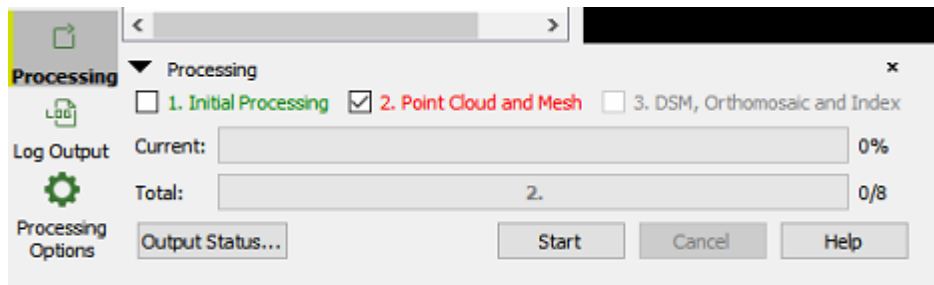 Processing
Log Output
Processing
Options
Processing
1. Initial Processing 2. Point Cloud and Mesh 3. DSM, Orthomosaic and Index
Current: 0%
Total: 2. 0/8
Output Status... Start Cancel Help